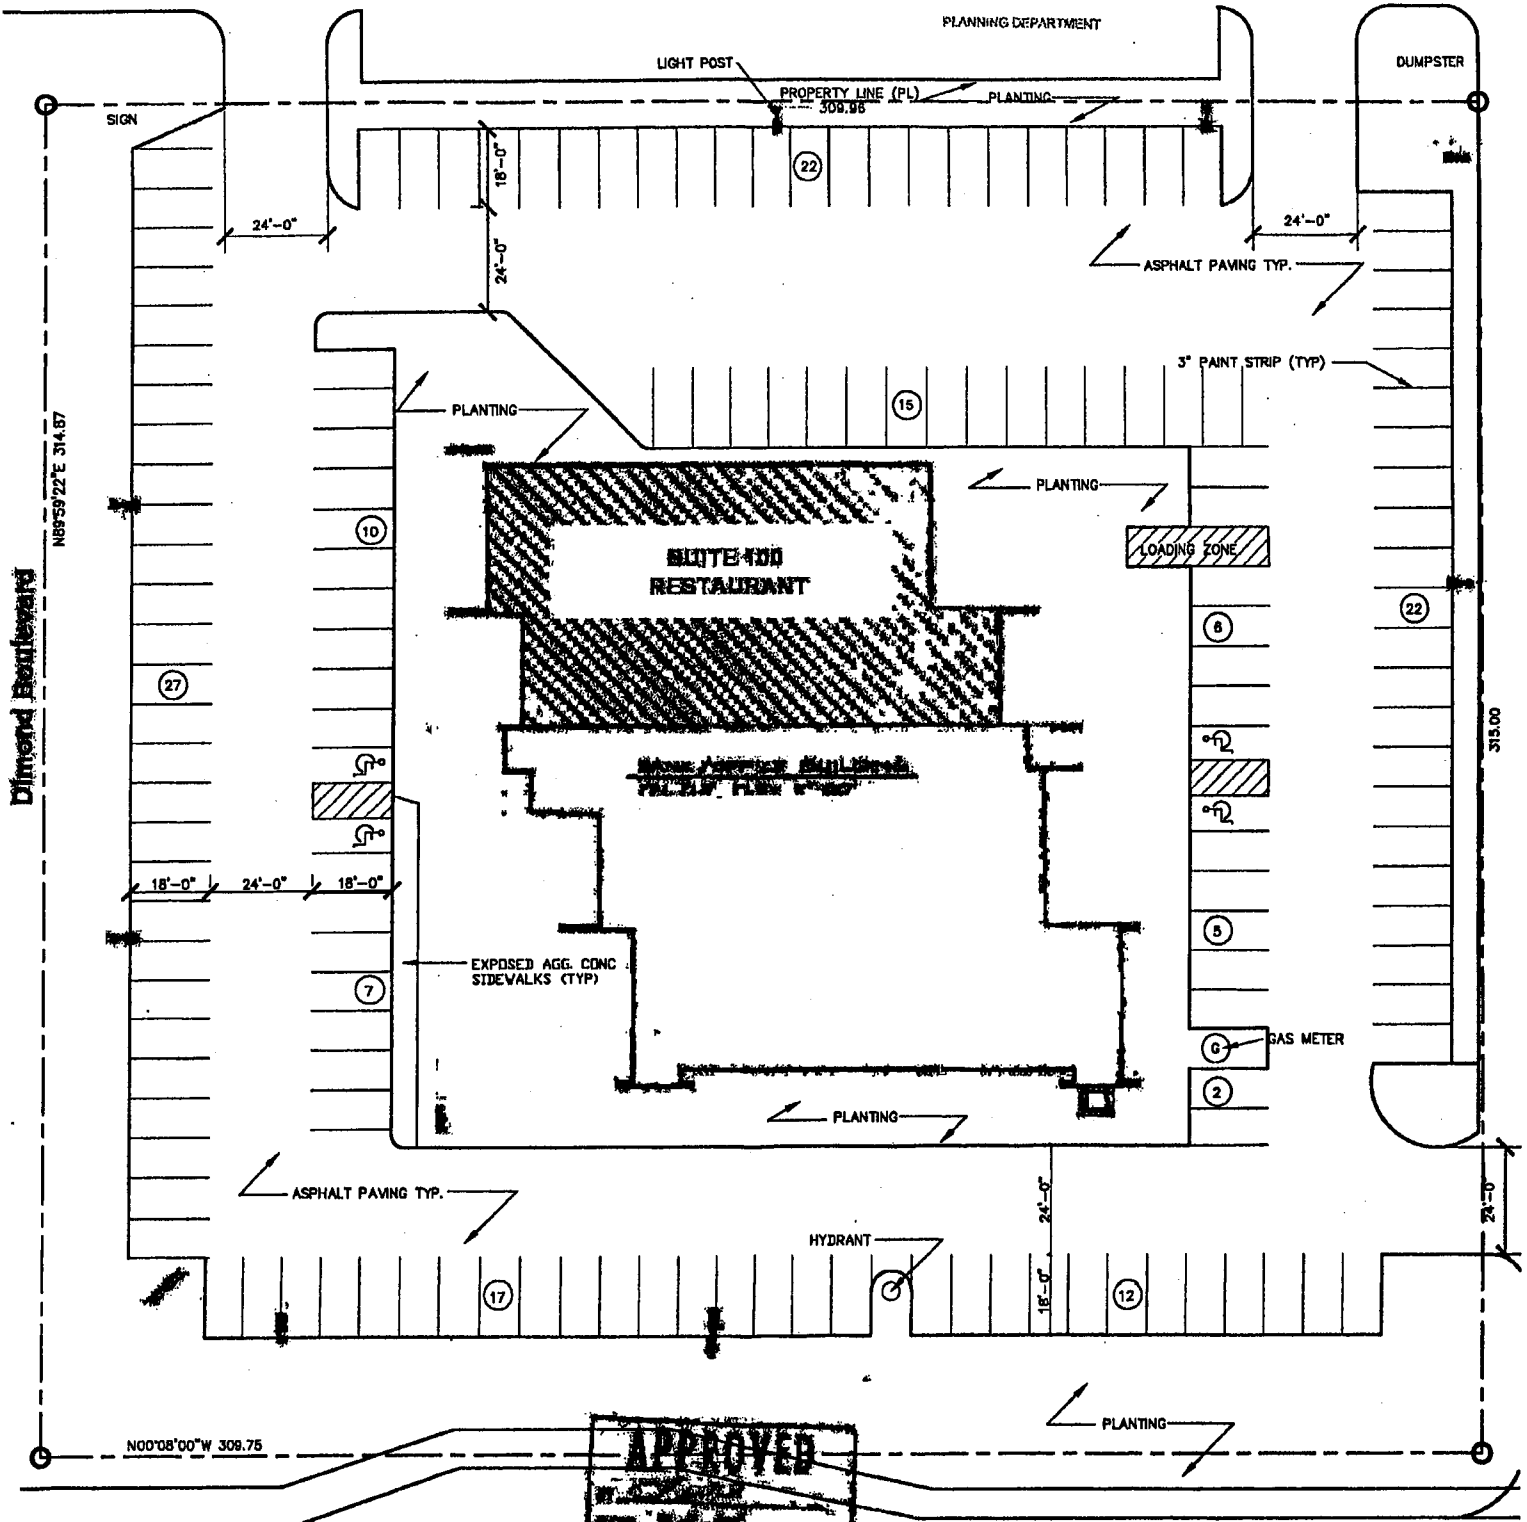 PLANNING DEPARTMENT
LIGHT POST
DUMPSTER
PROPERTY LINE (PL)
309.96
PLANTING
SIGN
18'-0"
22
24'-0"
24'-0"
24'-0"
ASPHALT PAVING TYP.
3" PAINT STRIP (TYP)
15
PLANTING
N89°59'22"E 314.87
PLANTING
10
LOADING ZONE
SUITE 100
RESTAURANT
Dimond Boulevard
22
6
27
315.00
18'-0"
24'-0"
18'-0"
5
EXPOSED AGG. CONC
SIDEWALKS (TYP)
7
G
GAS METER
2
PLANTING
24'-0"
24'-0"
ASPHALT PAVING TYP.
HYDRANT
17
18'-0"
12
PLANTING
N00°08'00"W 309.75
APPROVED